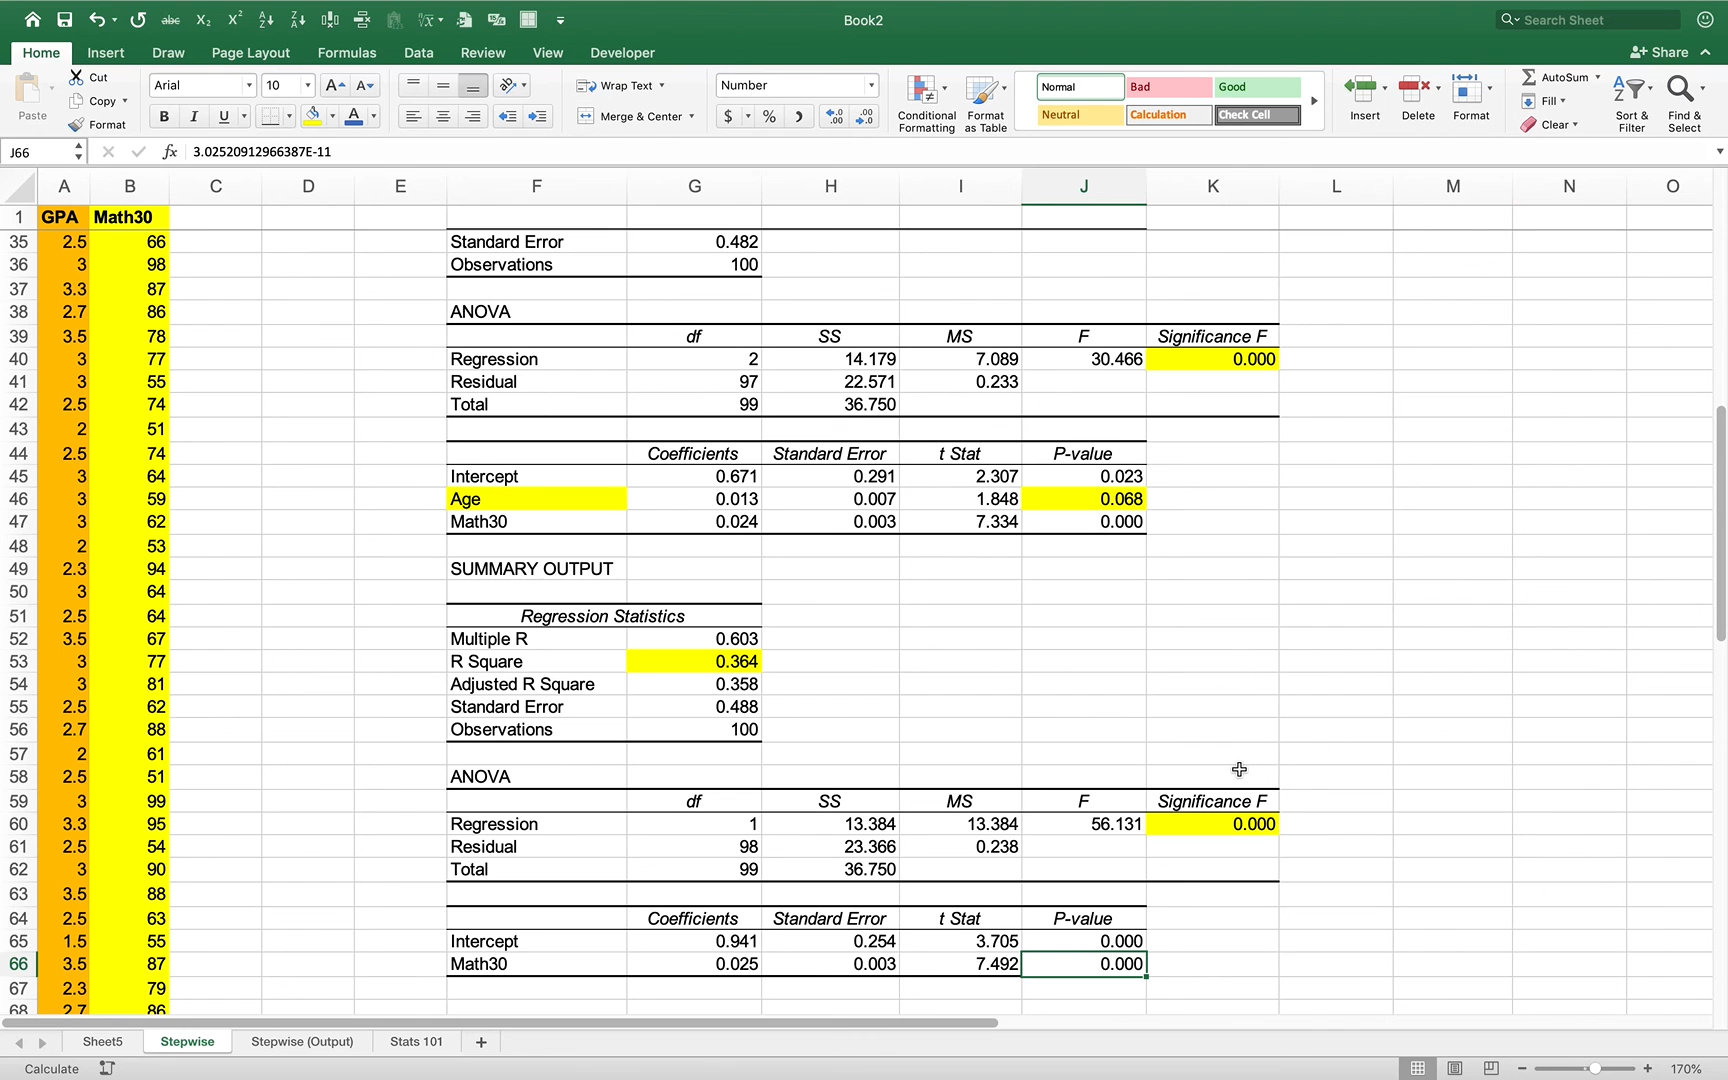 abc X₂ X² Book2 Search Sheet
Home Insert Draw Page Layout Formulas Data Review View Developer Share
Paste Cut Copy Format
Arial 10
B I U A
Wrap Text
Merge & Center
Number
$ % )
Conditional Formatting
Format as Table
Normal Bad Good
Neutral Calculation Check Cell
Insert Delete Format
AutoSum
Fill
Clear
Sort & Filter
Find & Select
J66 fx 3.02520912966387E-11
A B C D E F G H I J K L M N O
1 GPA Math30
35 2.5 66 Standard Error 0.482
36 3 98 Observations 100
37 3.3 87
38 2.7 86 ANOVA
39 3.5 78 df SS MS F Significance F
40 3 77 Regression 2 14.179 7.089 30.466 0.000
41 3 55 Residual 97 22.571 0.233
42 2.5 74 Total 99 36.750
43 2 51
44 2.5 74 Coefficients Standard Error t Stat P-value
45 3 64 Intercept 0.671 0.291 2.307 0.023
46 3 59 Age 0.013 0.007 1.848 0.068
47 3 62 Math30 0.024 0.003 7.334 0.000
48 2 53
49 2.3 94 SUMMARY OUTPUT
50 3 64
51 2.5 64 Regression Statistics
52 3.5 67 Multiple R 0.603
53 3 77 R Square 0.364
54 3 81 Adjusted R Square 0.358
55 2.5 62 Standard Error 0.488
56 2.7 88 Observations 100
57 2 61
58 2.5 51 ANOVA
59 3 99 df SS MS F Significance F
60 3.3 95 Regression 1 13.384 13.384 56.131 0.000
61 2.5 54 Residual 98 23.366 0.238
62 3 90 Total 99 36.750
63 3.5 88
64 2.5 63 Coefficients Standard Error t Stat P-value
65 1.5 55 Intercept 0.941 0.254 3.705 0.000
66 3.5 87 Math30 0.025 0.003 7.492 0.000
67 2.3 79
68 2.7 86
Sheet5 Stepwise Stepwise (Output) Stats 101 +
Calculate 170%